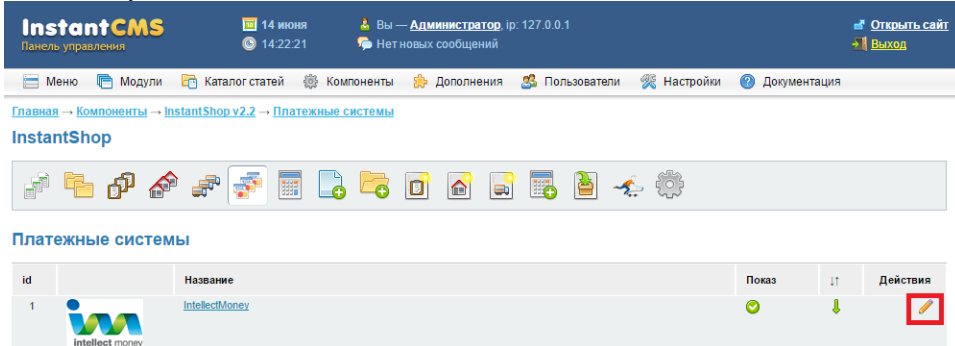 InstantCMS
Панель управления
14 июня
14:22:21
Вы — Администратор, ip: 127.0.0.1
Нет новых сообщений
Открыть сайт
Выход
Меню Модули Каталог статей Компоненты Дополнения Пользователи Настройки Документация
Главная → Компоненты → InstantShop v2.2 → Платежные системы
InstantShop
Платежные системы
id Название Показ ↓↑ Действия
1 IntellectMoney
intellect money